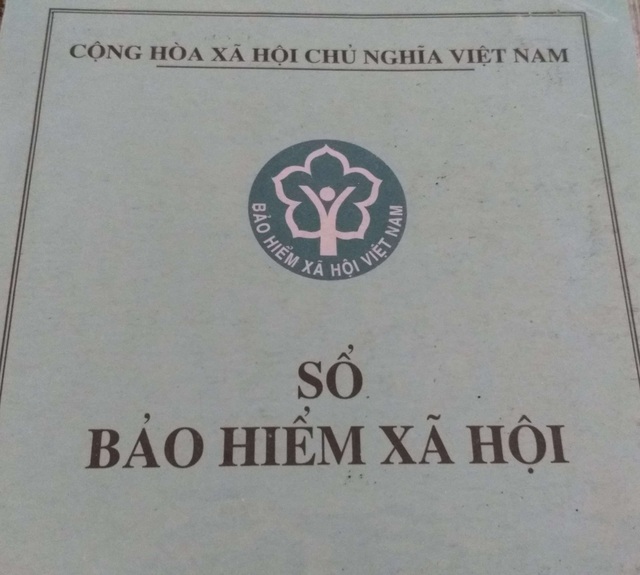 CỘNG HÒA XÃ HỘI CHỦ NGHĨA VIỆT NAM
BẢO HIỂM XÃ HỘI VIỆT NAM
SỔ
BẢO HIỂM XÃ HỘI